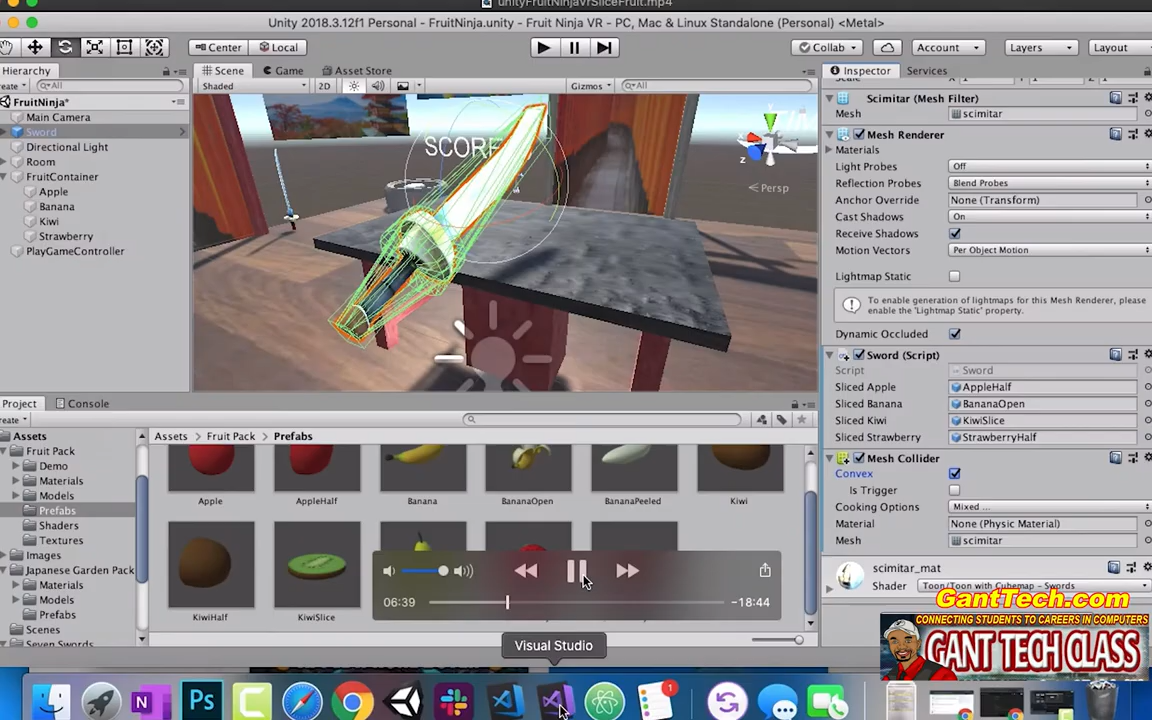 unityFruitNinjaVrSliceFruit.mp4
Unity 2018.3.12f1 Personal - FruitNinja.unity - Fruit Ninja VR - PC, Mac & Linux Standalone (Personal) <Metal>
Center Local Collab Account Layers Layout
Hierarchy Scene Game Asset Store Inspector Services
All Shaded 2D Gizmos All
FruitNinja*
Main Camera
Sword
Directional Light
Room
FruitContainer
Apple
Banana
Kiwi
Strawberry
PlayGameController
SCORE
z
Persp
Scimitar (Mesh Filter)
Mesh scimitar
Mesh Renderer
Materials
Light Probes Off
Reflection Probes Blend Probes
Anchor Override None (Transform)
Cast Shadows On
Receive Shadows
Motion Vectors Per Object Motion
Lightmap Static
To enable generation of lightmaps for this Mesh Renderer, please
enable the 'Lightmap Static' property.
Dynamic Occluded
Sword (Script)
Script Sword
Sliced Apple AppleHalf
Sliced Banana BananaOpen
Sliced Kiwi KiwiSlice
Sliced Strawberry StrawberryHalf
Mesh Collider
Convex
Is Trigger
Cooking Options Mixed ...
Material None (Physic Material)
Mesh scimitar
scimitar_mat
Shader Toon/Toon with Cubemap - Swords
Project Console
Assets
Fruit Pack
Demo
Materials
Models
Prefabs
Shaders
Textures
Images
Japanese Garden Pack
Materials
Models
Prefabs
Scenes
Seven Swords
Assets Fruit Pack Prefabs
Apple AppleHalf Banana BananaOpen BananaPeeled Kiwi
KiwiHalf KiwiSlice
06:39 -18:44
Visual Studio
GantTech.com
CONNECTING STUDENTS TO CAREERS IN COMPUTERS
GANT TECH CLASS
N Ps C 1